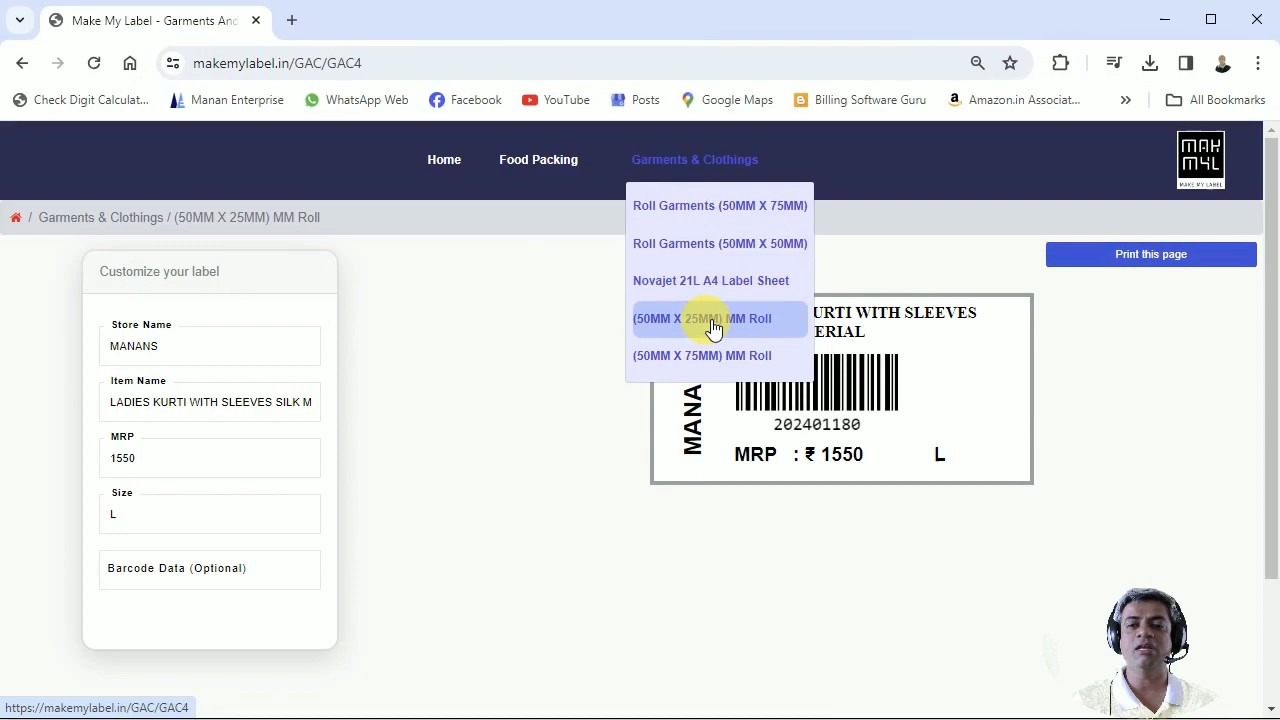 Make My Label - Garments And
makemylabel.in/GAC/GAC4
Check Digit Calculat...
Manan Enterprise
WhatsApp Web
Facebook
YouTube
Posts
Google Maps
Billing Software Guru
Amazon.in Associat...
All Bookmarks
Home
Food Packing
Garments & Clothings
MAK
M4L
MAKE MY LABEL
/ Garments & Clothings / (50MM X 25MM) MM Roll
Roll Garments (50MM X 75MM)
Roll Garments (50MM X 50MM)
Novajet 21L A4 Label Sheet
(50MM X 25MM) MM Roll
(50MM X 75MM) MM Roll
Print this page
Customize your label
Store Name
MANANS
Item Name
LADIES KURTI WITH SLEEVES SILK M
MRP
1550
Size
L
Barcode Data (Optional)
KURTI WITH SLEEVES
ERIAL
MANA
202401180
MRP : ₹ 1550 L
https://makemylabel.in/GAC/GAC4